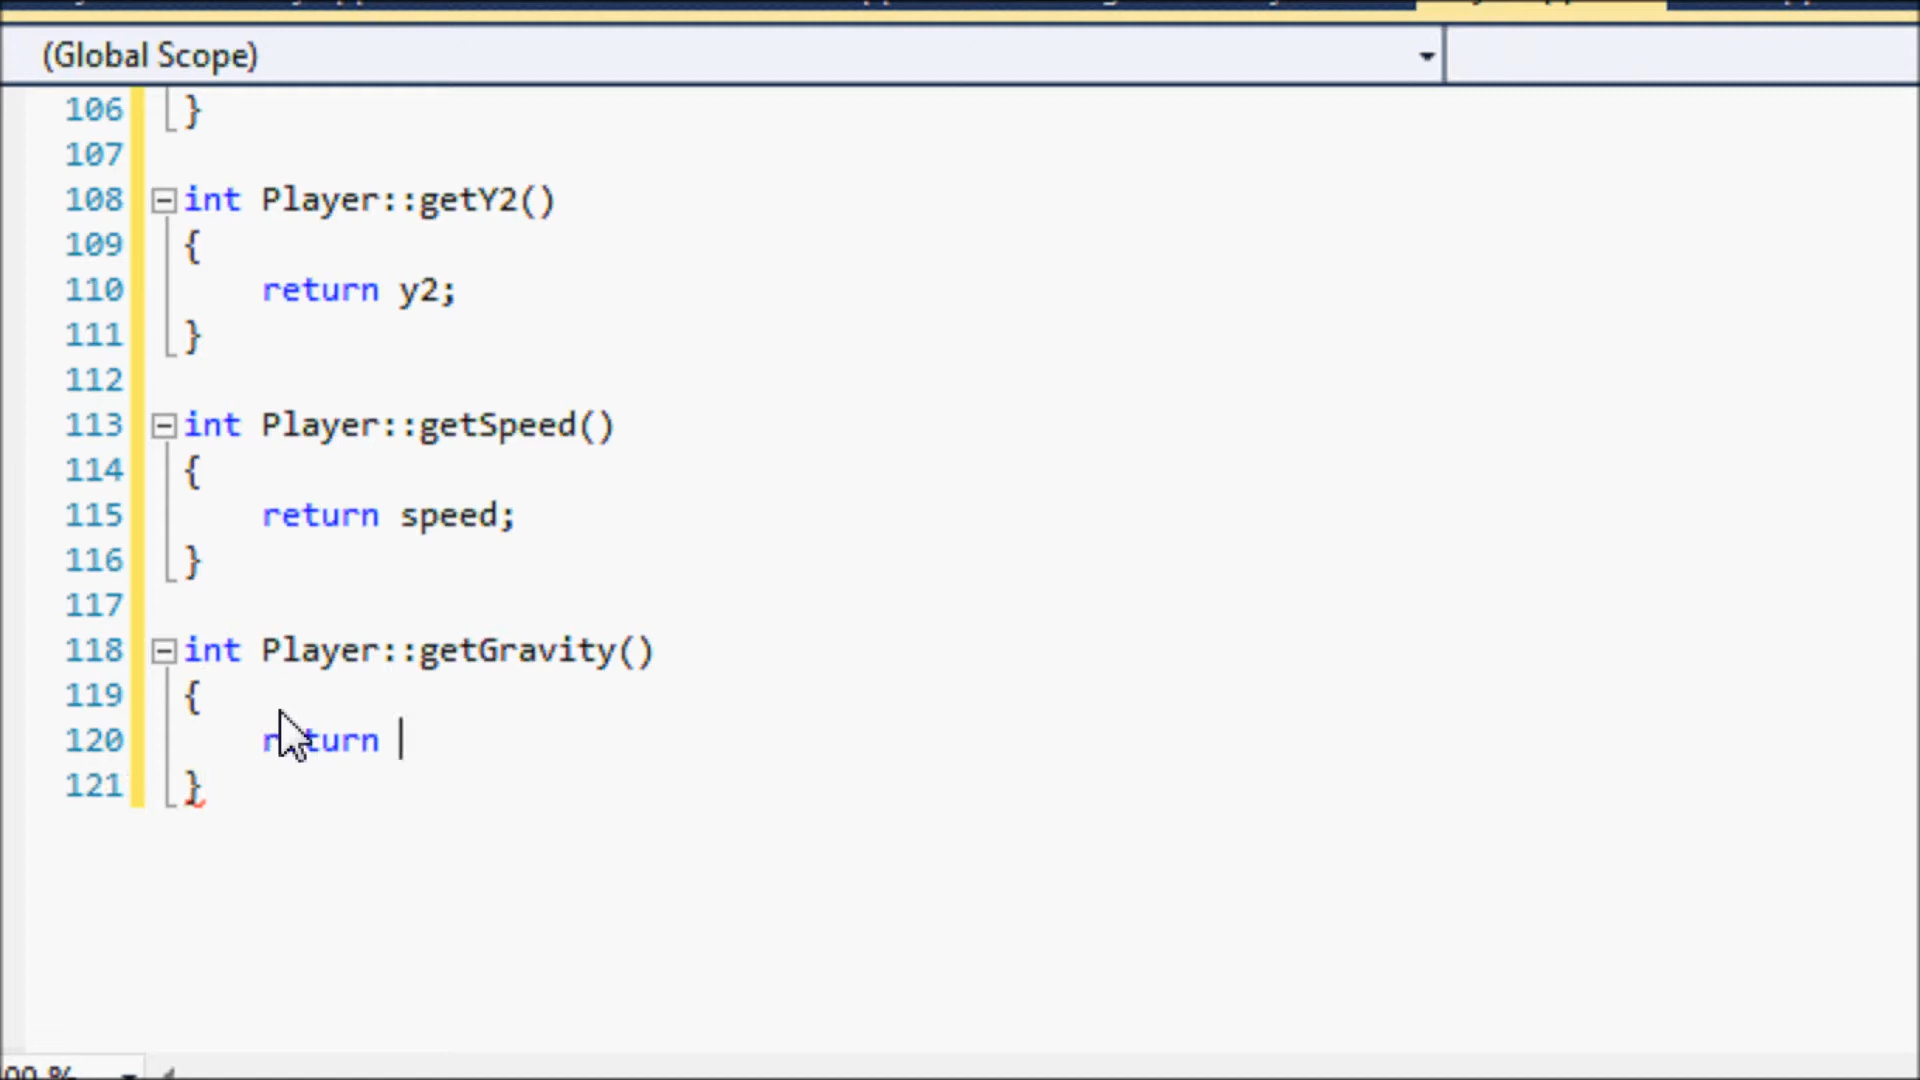 (Global Scope)
106 }
107
108 int Player::getY2()
109 {
110 return y2;
111 }
112
113 int Player::getSpeed()
114 {
115 return speed;
116 }
117
118 int Player::getGravity()
119 {
120 return
121 }